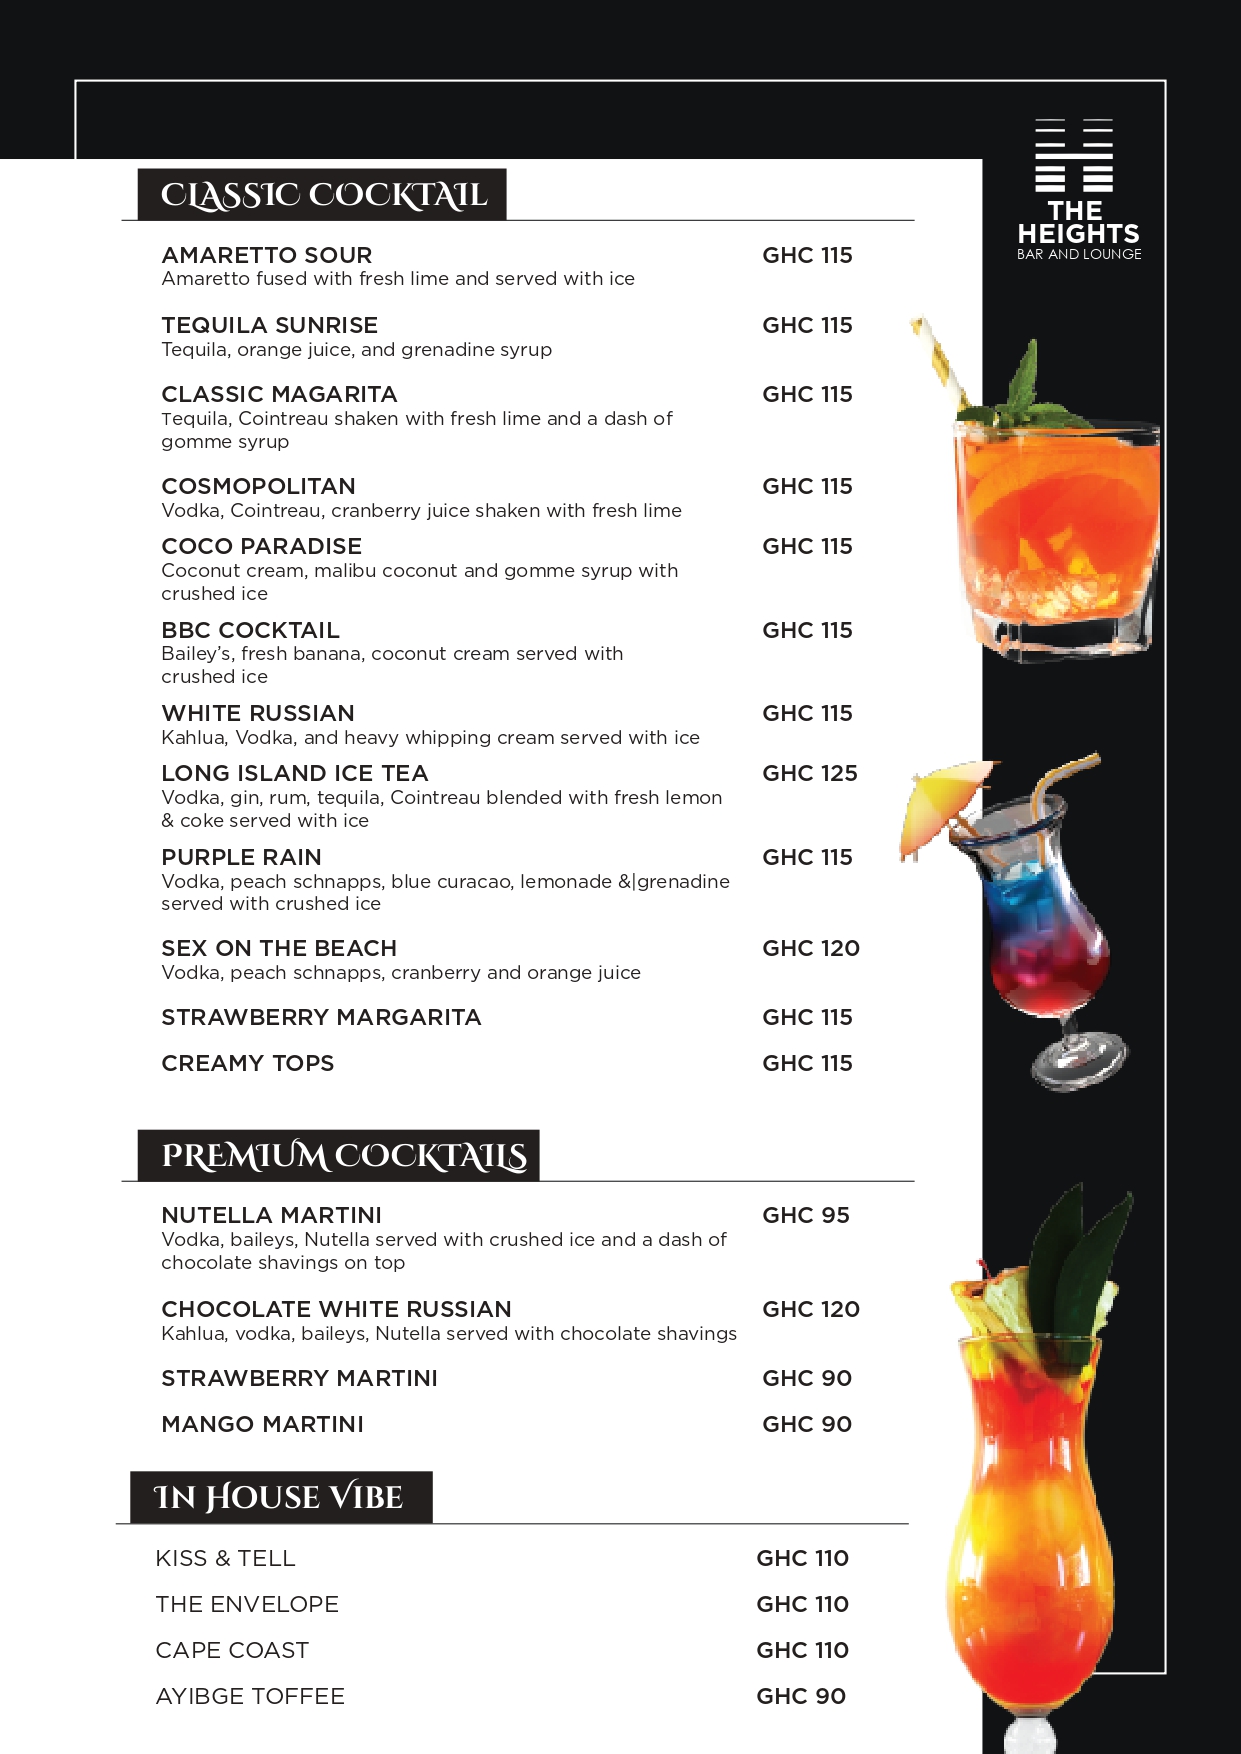 THE
HEIGHTS
BAR AND LOUNGE
CLASSIC COCKTAIL
AMARETTO SOUR GHC 115
Amaretto fused with fresh lime and served with ice
TEQUILA SUNRISE GHC 115
Tequila, orange juice, and grenadine syrup
CLASSIC MAGARITA GHC 115
Tequila, Cointreau shaken with fresh lime and a dash of
gomme syrup
COSMOPOLITAN GHC 115
Vodka, Cointreau, cranberry juice shaken with fresh lime
COCO PARADISE GHC 115
Coconut cream, malibu coconut and gomme syrup with
crushed ice
BBC COCKTAIL GHC 115
Bailey’s, fresh banana, coconut cream served with
crushed ice
WHITE RUSSIAN GHC 115
Kahlua, Vodka, and heavy whipping cream served with ice
LONG ISLAND ICE TEA GHC 125
Vodka, gin, rum, tequila, Cointreau blended with fresh lemon
& coke served with ice
PURPLE RAIN GHC 115
Vodka, peach schnapps, blue curacao, lemonade &|grenadine
served with crushed ice
SEX ON THE BEACH GHC 120
Vodka, peach schnapps, cranberry and orange juice
STRAWBERRY MARGARITA GHC 115
CREAMY TOPS GHC 115
PREMIUM COCKTAILS
NUTELLA MARTINI GHC 95
Vodka, baileys, Nutella served with crushed ice and a dash of
chocolate shavings on top
CHOCOLATE WHITE RUSSIAN GHC 120
Kahlua, vodka, baileys, Nutella served with chocolate shavings
STRAWBERRY MARTINI GHC 90
MANGO MARTINI GHC 90
IN HOUSE VIBE
KISS & TELL GHC 110
THE ENVELOPE GHC 110
CAPE COAST GHC 110
AYIBGE TOFFEE GHC 90